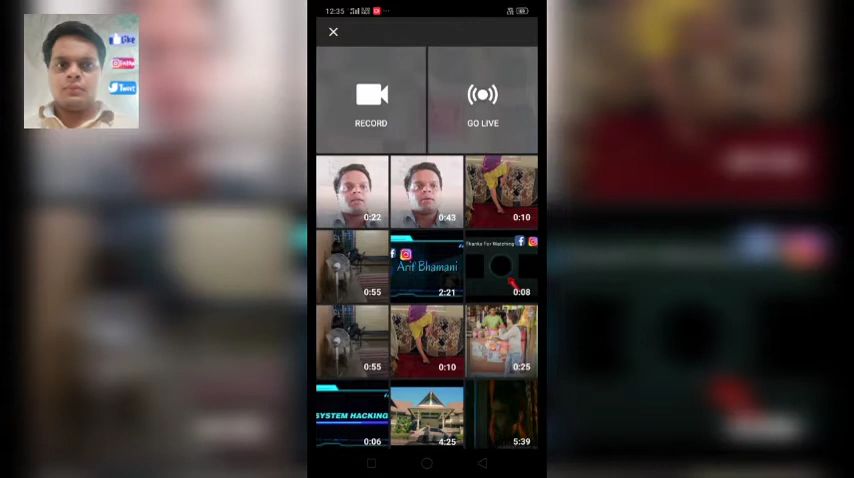 12:35
Like
Tweet
RECORD
GO LIVE
0:22
0:43
0:10
0:55
Arif Bhamani
2:21
Thanks For Watching
0:08
0:55
0:10
0:25
SYSTEM HACKING
0:06
4:25
5:39